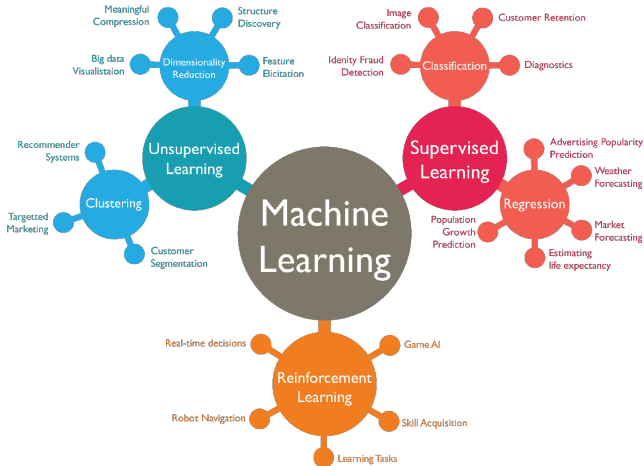 Meaningful
Compression
Structure
Discovery
Big data
Visualistaion
Dimensionality
Reduction
Feature
Elicitation
Image
Classification
Customer Retention
Idenity Fraud
Detection
Classification
Diagnostics
Unsupervised
Learning
Supervised
Learning
Recommender
Systems
Clustering
Targetted
Marketing
Customer
Segmentation
Machine
Learning
Advertising Popularity
Prediction
Weather
Forecasting
Regression
Population
Growth
Prediction
Market
Forecasting
Estimating
life expectancy
Real-time decisions
Game AI
Reinforcement
Learning
Robot Navigation
Skill Acquisition
Learning Tasks